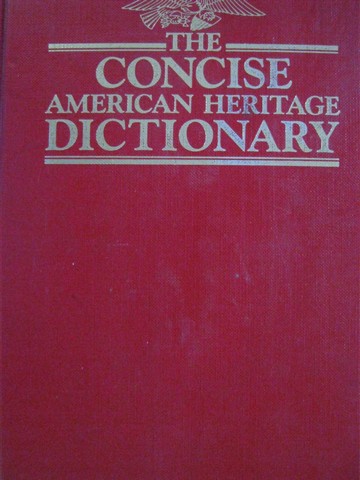 THE
CONCISE
AMERICAN HERITAGE
DICTIONARY